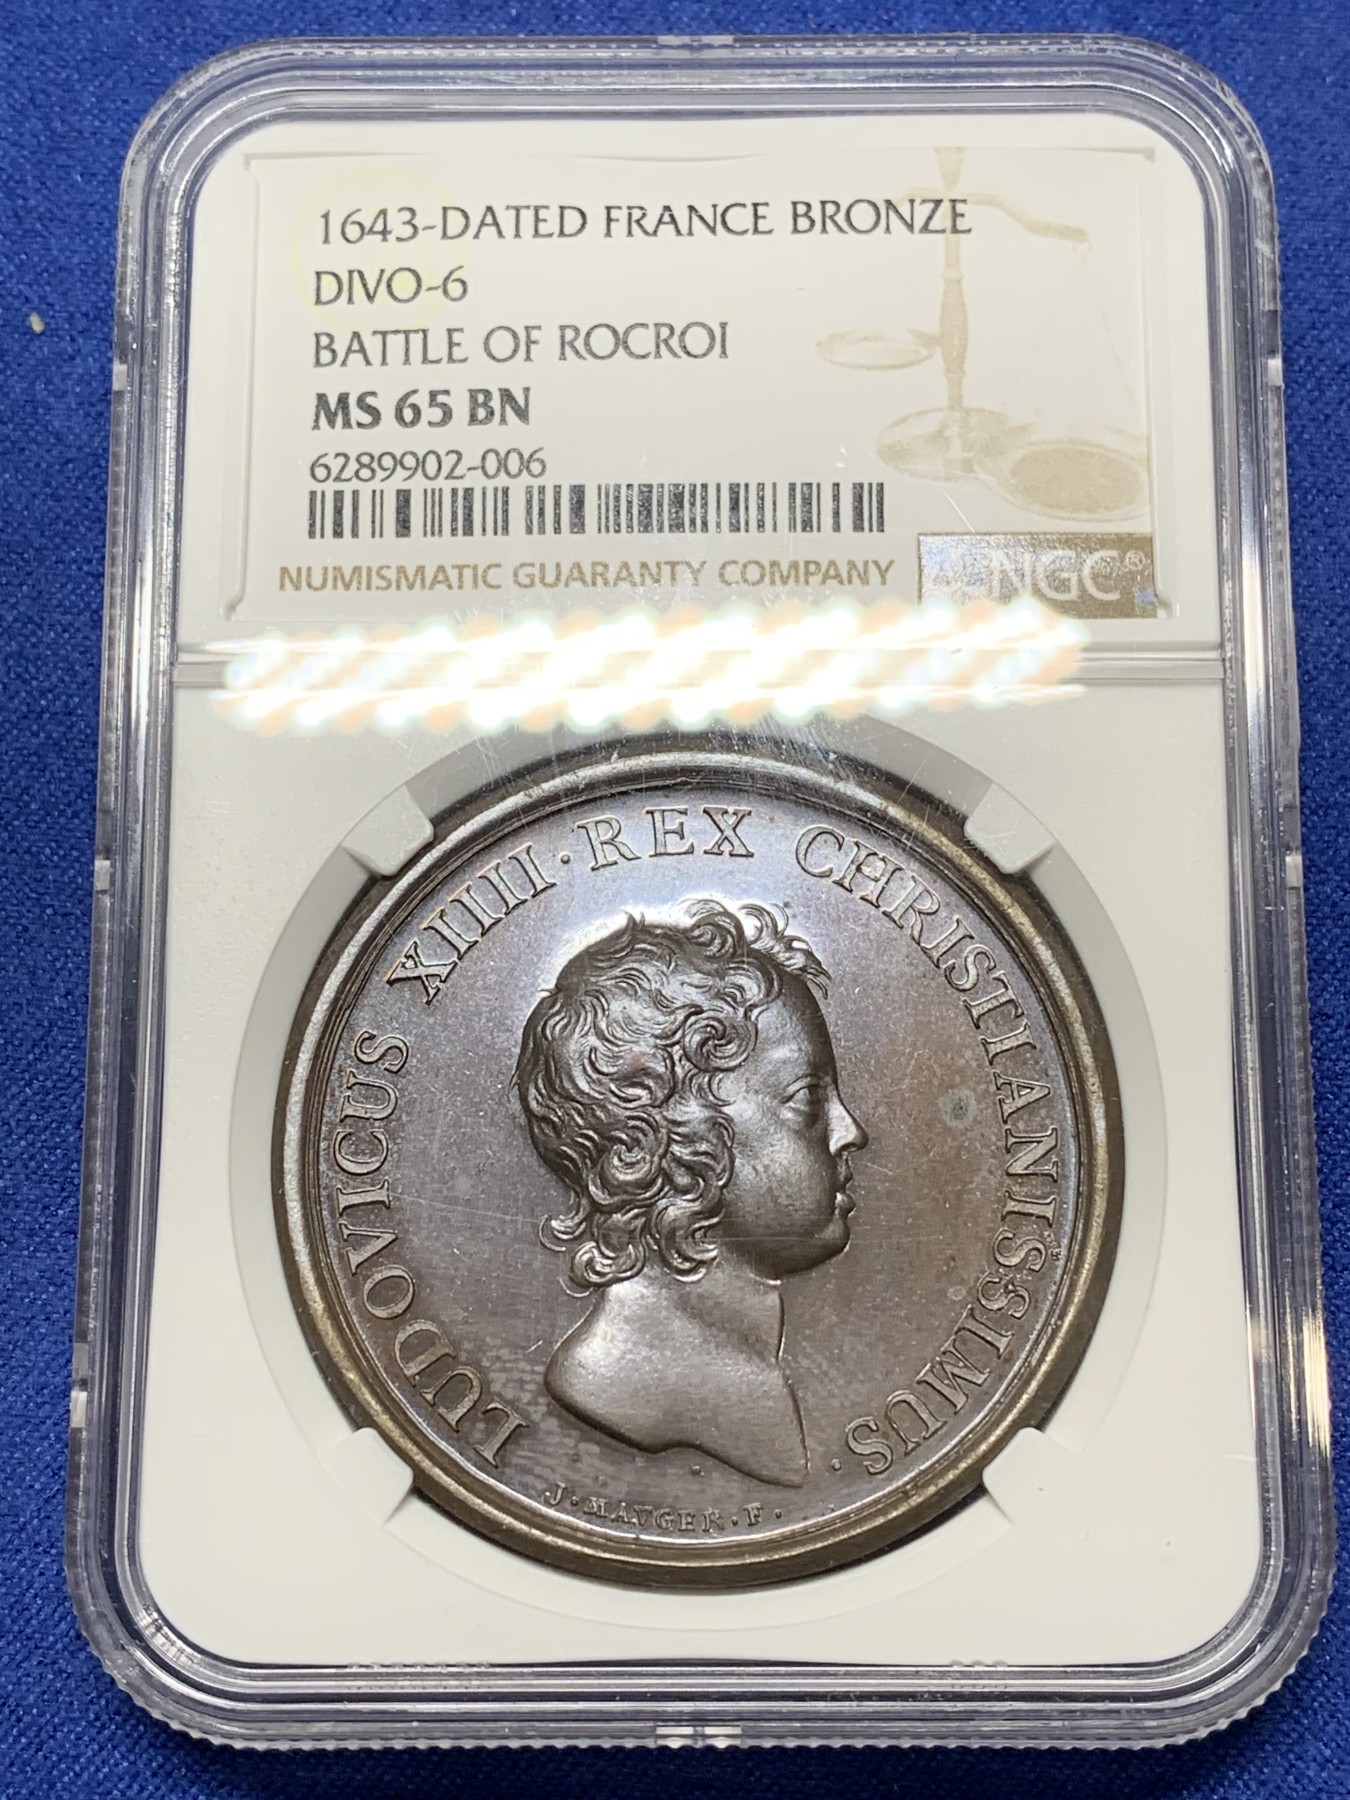 1643-DATED FRANCE BRONZE
DIVO-6
BATTLE OF ROCROI
MS 65 BN
6289902-006
NUMISMATIC GUARANTY COMPANY
NGC®
LUDOVICUS XIIII · REX CHRISTIANISSIMUS ·
J · MAVGER · F ·